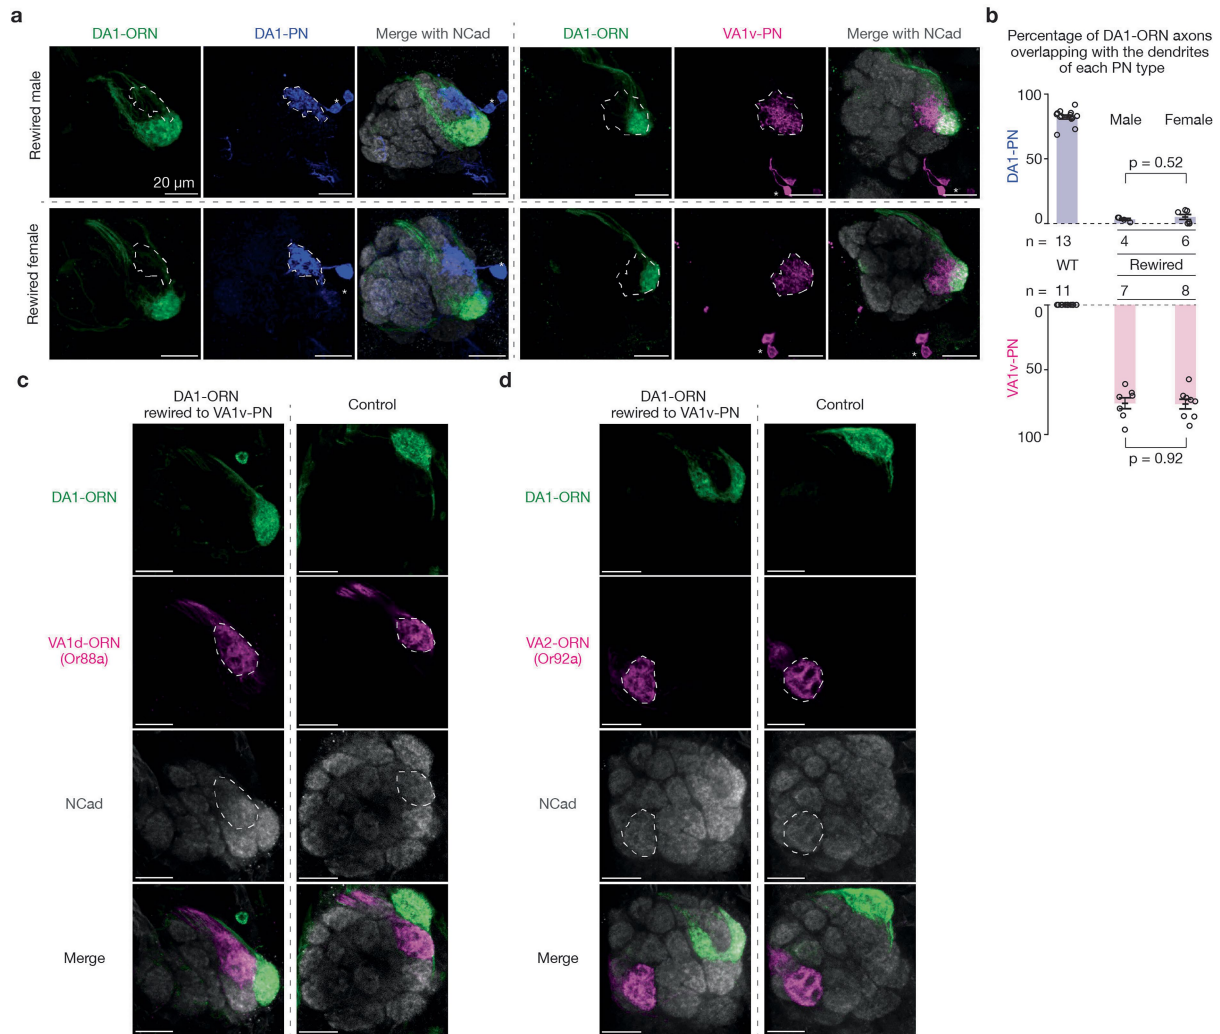 a
DA1-ORN
DA1-PN
Merge with NCad
DA1-ORN
VA1v-PN
Merge with NCad
Rewired male
20 µm
*
*
*
*
Rewired female
*
*
*
*
b
Percentage of DA1-ORN axons
overlapping with the dendrites
of each PN type
100
50
0
DA1-PN
Male
Female
p = 0.52
n = 13
4
6
WT
Rewired
n = 11
7
8
0
50
100
VA1v-PN
p = 0.92
c
DA1-ORN
rewired to VA1v-PN
Control
DA1-ORN
VA1d-ORN
(Or88a)
NCad
Merge
d
DA1-ORN
rewired to VA1v-PN
Control
DA1-ORN
VA2-ORN
(Or92a)
NCad
Merge